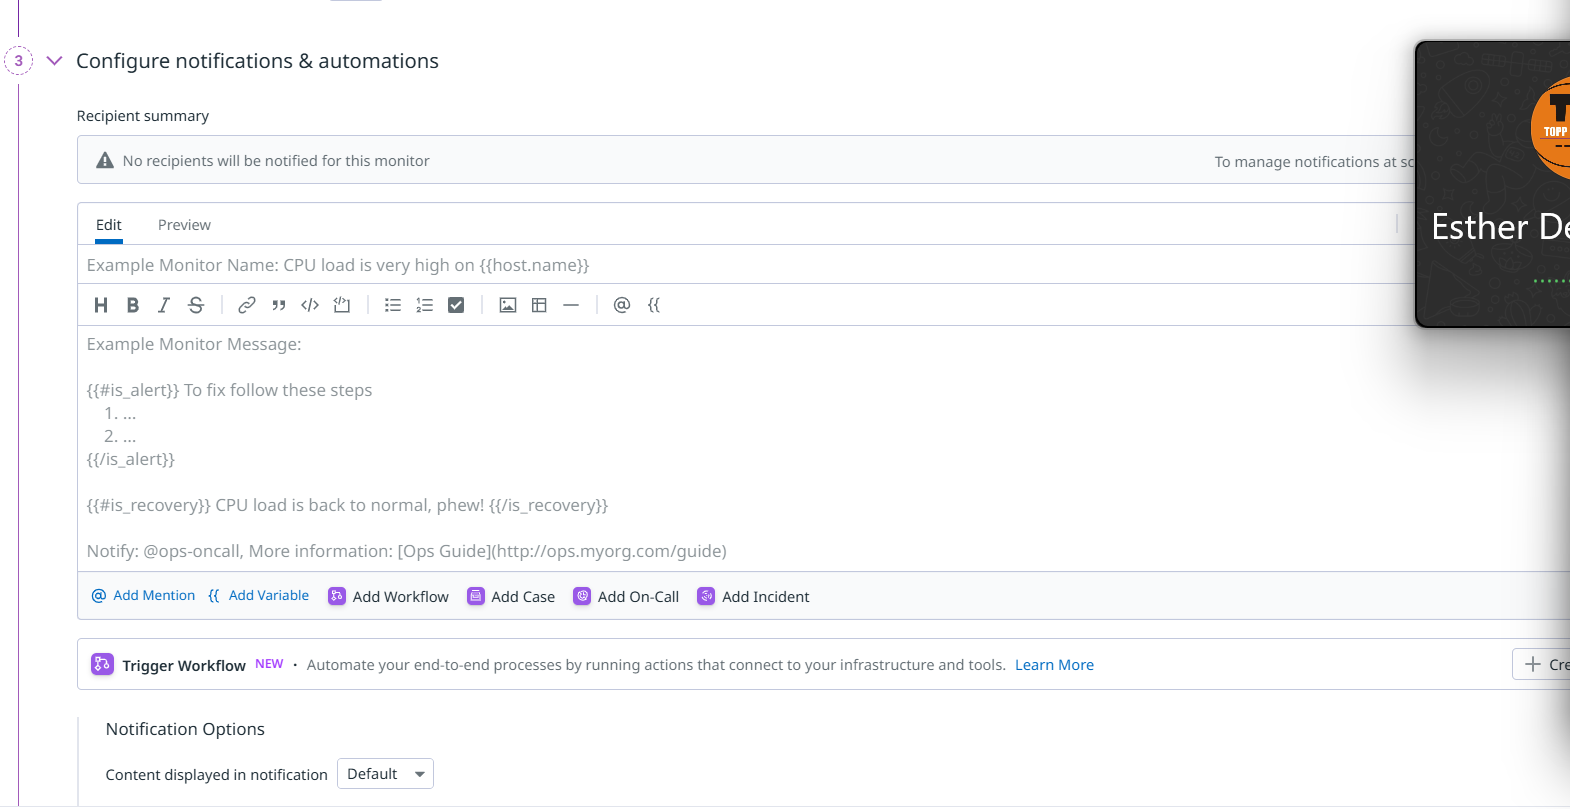 3
Configure notifications & automations
Recipient summary
No recipients will be notified for this monitor
To manage notifications at
Edit Preview
Example Monitor Name: CPU load is very high on {{host.name}}
H B I S @ {{
Example Monitor Message:
{{#is_alert}} To fix follow these steps
1. ...
2. ...
{{/is_alert}}
{{#is_recovery}} CPU load is back to normal, phew! {{/is_recovery}}
Notify: @ops-oncall, More information: [Ops Guide](http://ops.myorg.com/guide)
@ Add Mention {{ Add Variable Add Workflow Add Case Add On-Call Add Incident
Trigger Workflow NEW · Automate your end-to-end processes by running actions that connect to your infrastructure and tools. Learn More
Notification Options
Content displayed in notification Default
TOPP
Esther